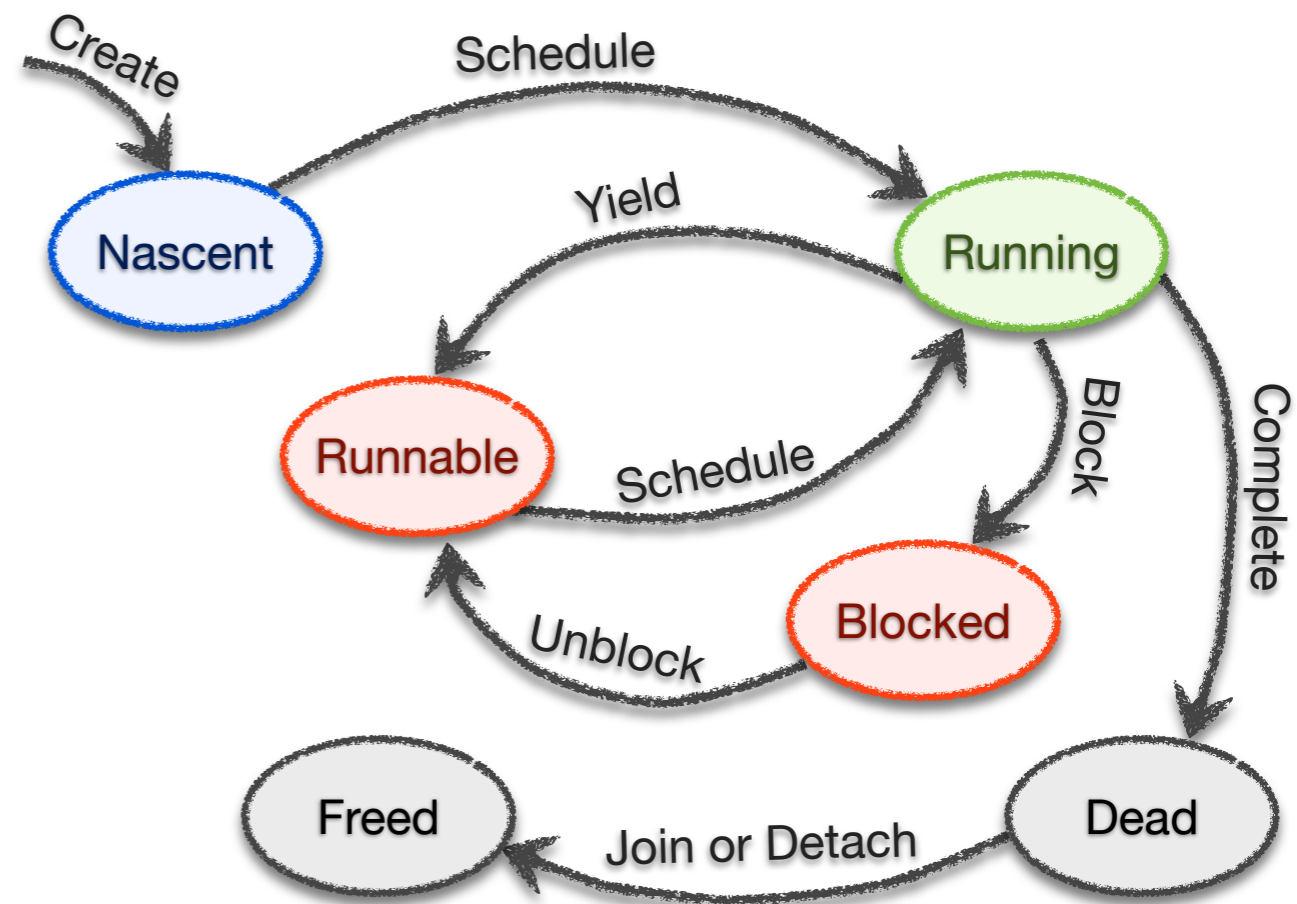 Create
Schedule
Nascent
Yield
Running
Runnable
Schedule
Block
Complete
Unblock
Blocked
Freed
Join or Detach
Dead